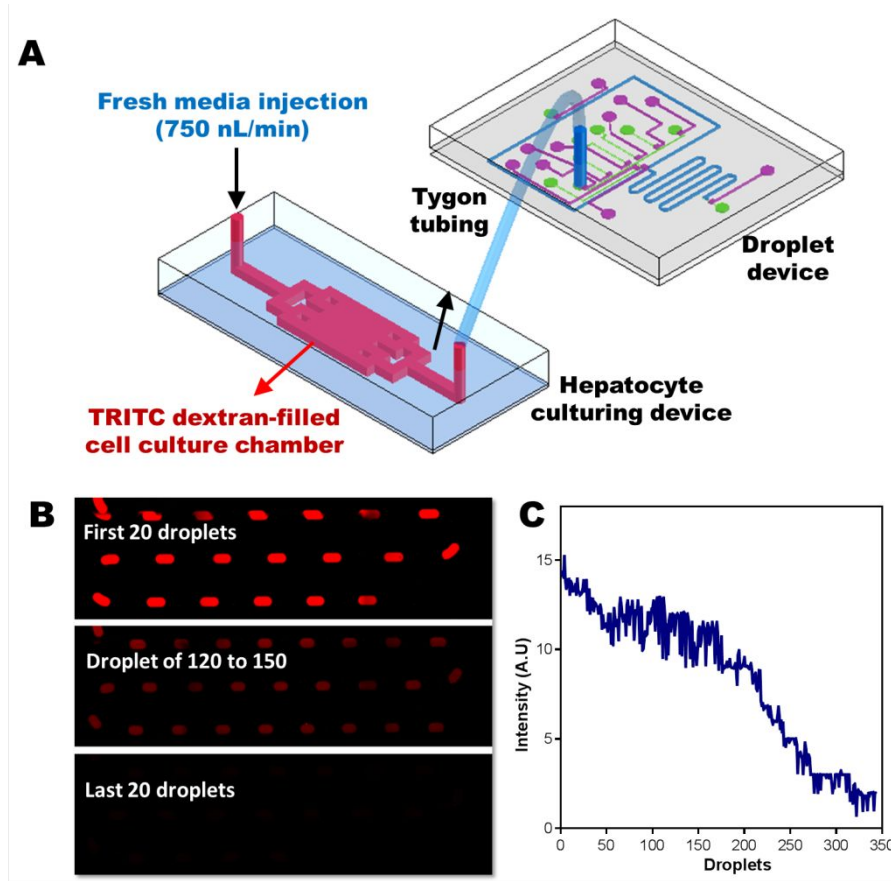 A
Fresh media injection
(750 nL/min)
Tygon
tubing
Droplet
device
Hepatocyte
culturing device
TRITC dextran-filled
cell culture chamber
B
First 20 droplets
Droplet of 120 to 150
Last 20 droplets
C
Intensity (A.U)
15
10
5
0
0 50 100 150 200 250 300 350
Droplets